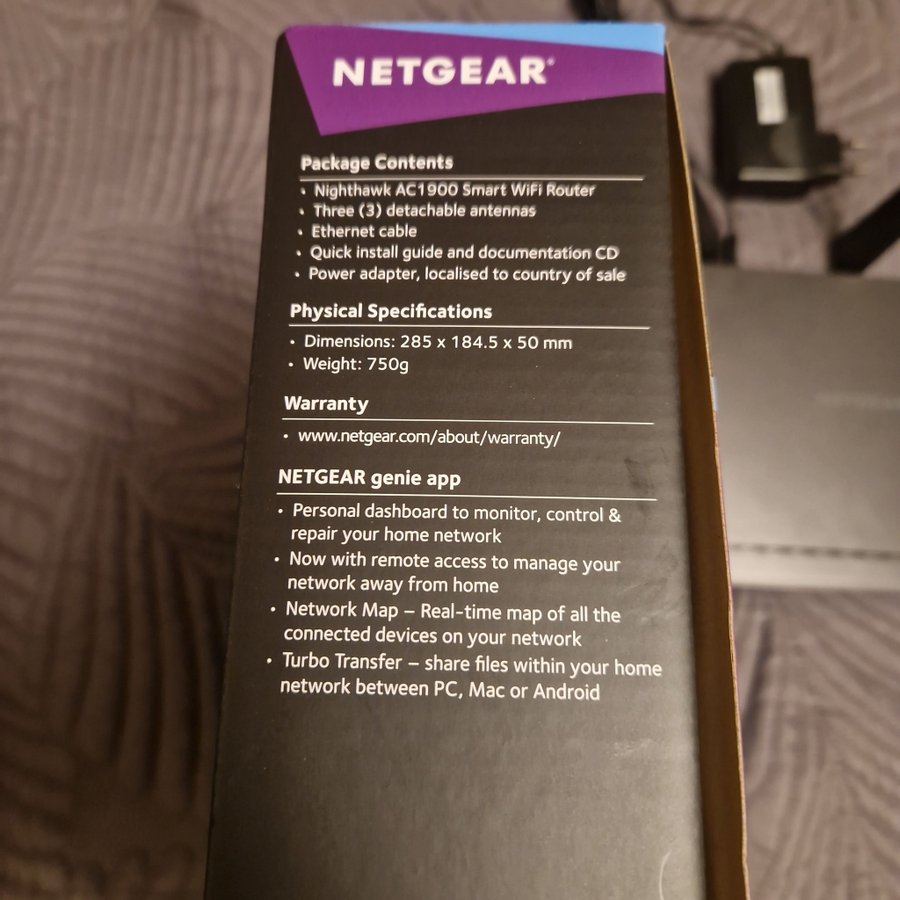 NETGEAR®
Package Contents
• Nighthawk AC1900 Smart WiFi Router
• Three (3) detachable antennas
• Ethernet cable
• Quick install guide and documentation CD
• Power adapter, localised to country of sale
Physical Specifications
• Dimensions: 285 x 184.5 x 50 mm
• Weight: 750g
Warranty
• www.netgear.com/about/warranty/
NETGEAR genie app
• Personal dashboard to monitor, control &
repair your home network
• Now with remote access to manage your
network away from home
• Network Map – Real-time map of all the
connected devices on your network
• Turbo Transfer – share files within your home
network between PC, Mac or Android